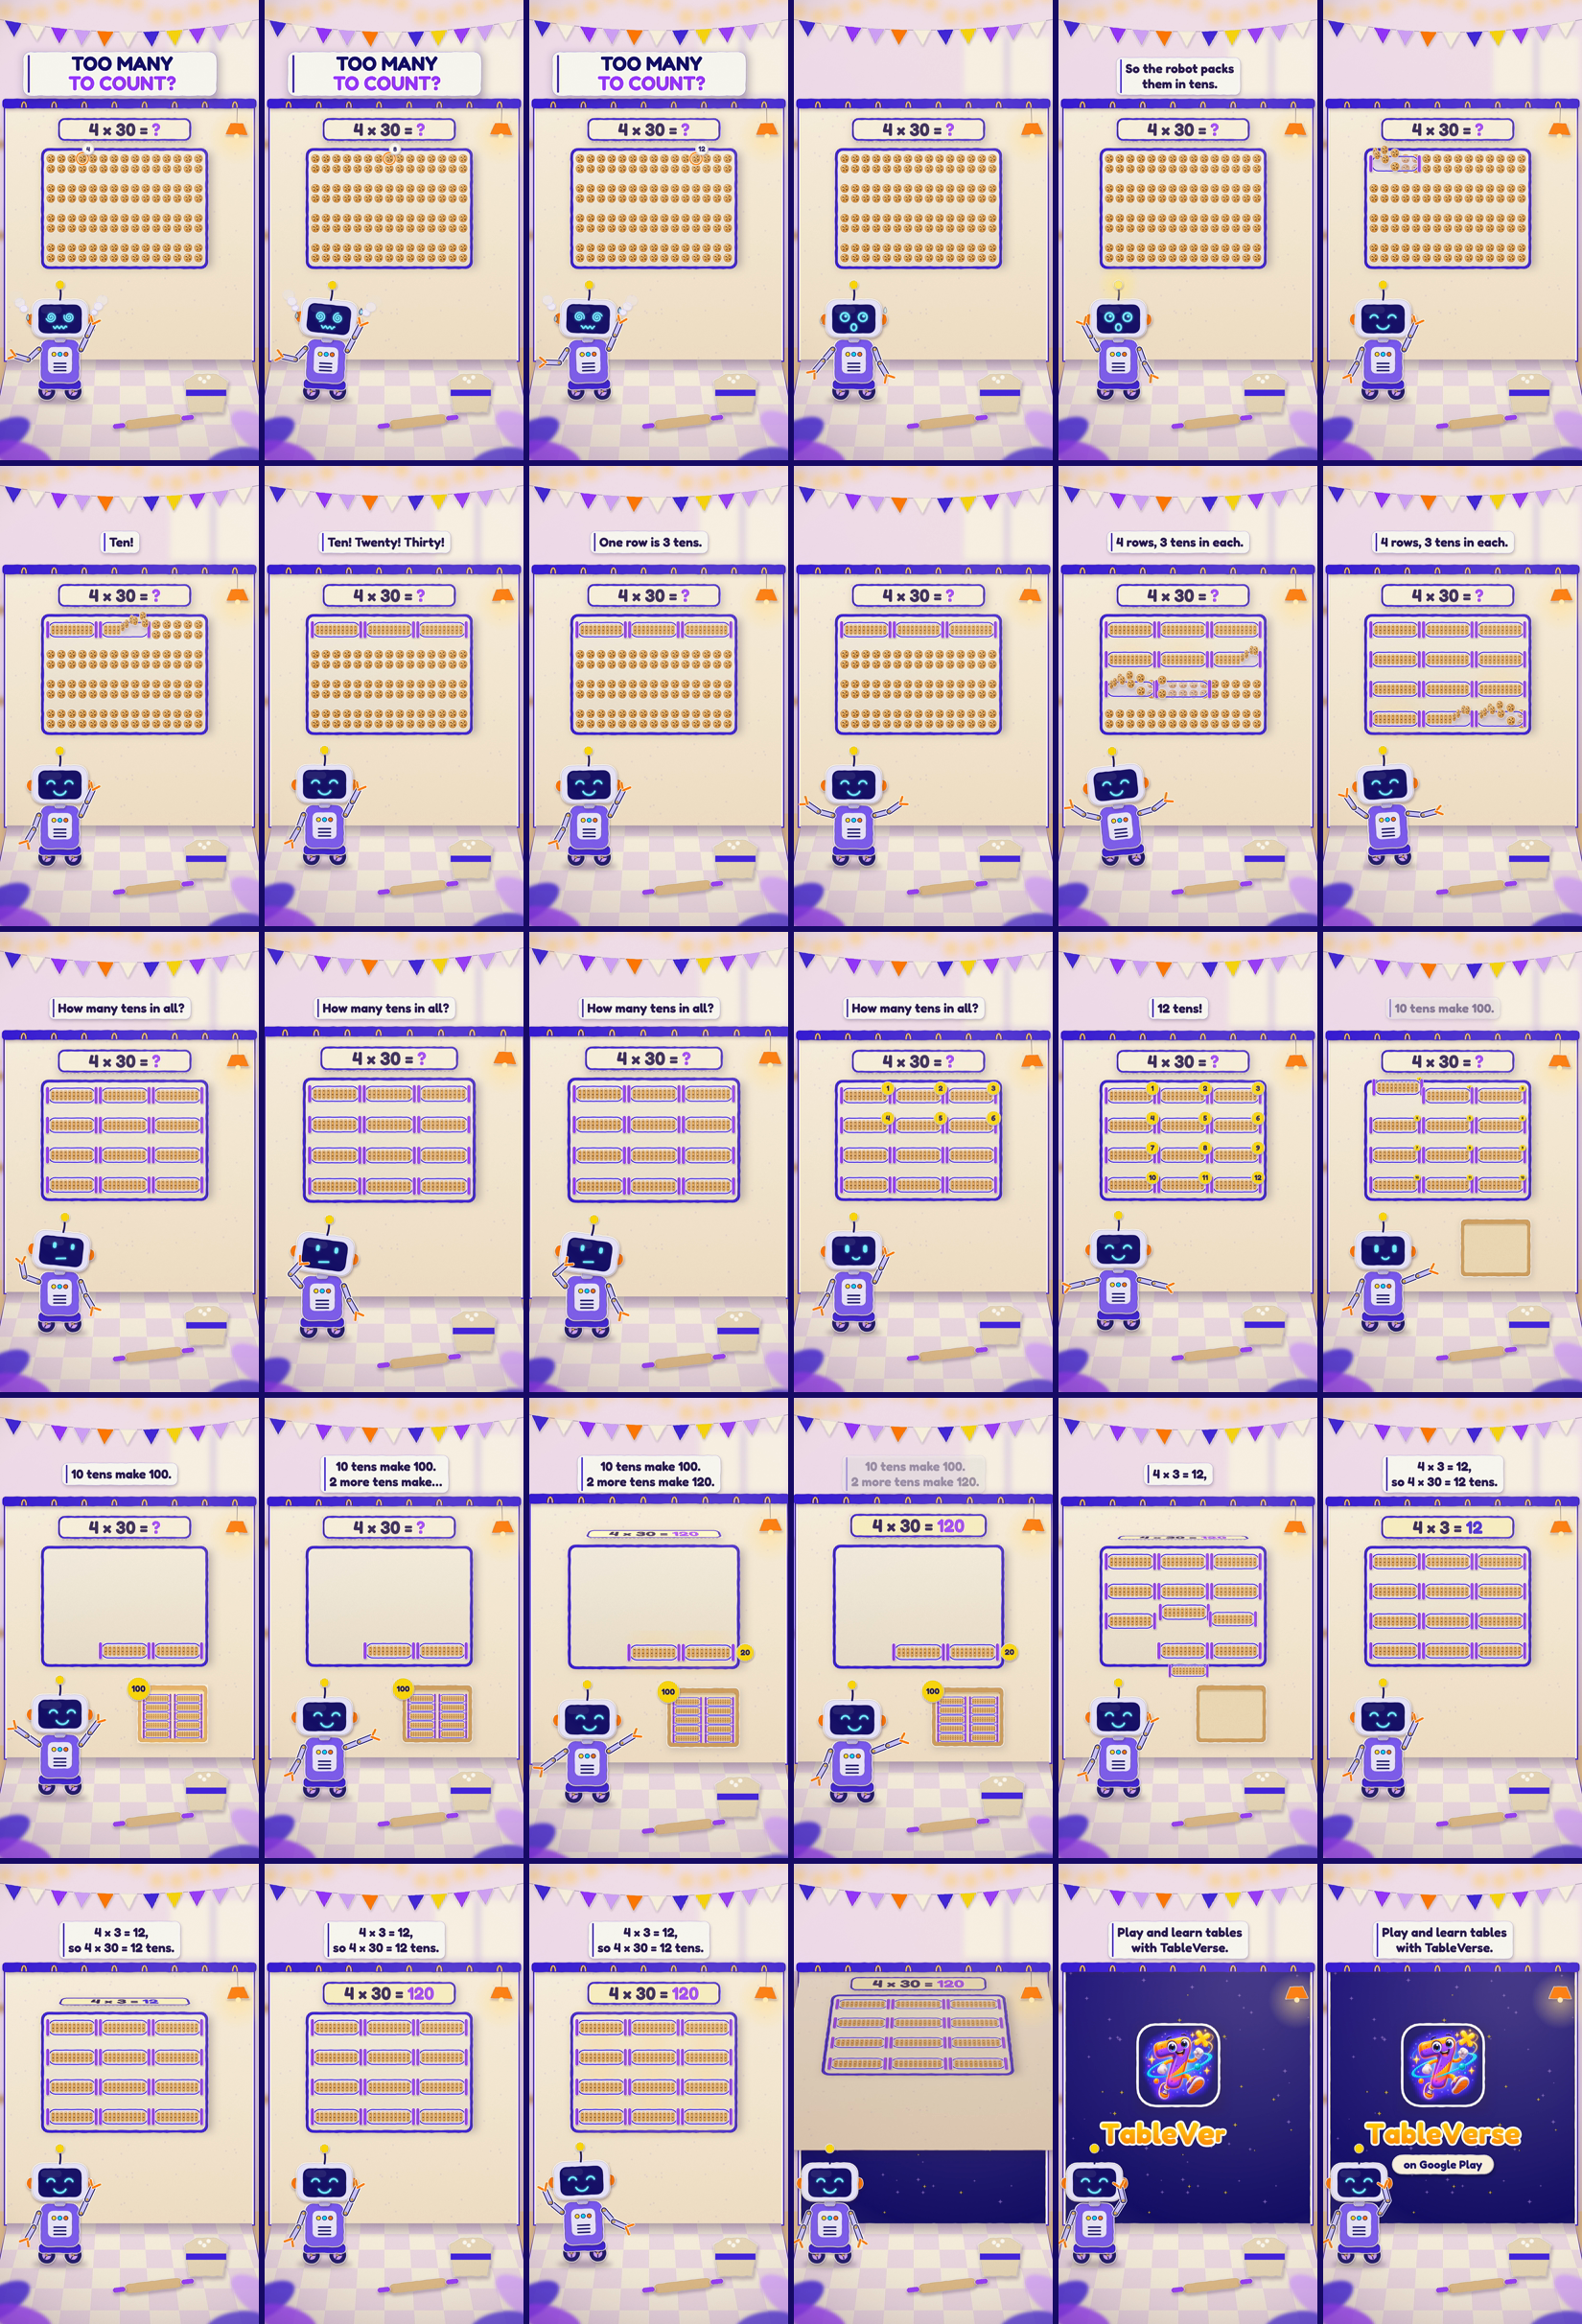 TOO MANY
TO COUNT?
4 × 30 = ?
4
TOO MANY
TO COUNT?
4 × 30 = ?
8
TOO MANY
TO COUNT?
4 × 30 = ?
12
4 × 30 = ?
So the robot packs
them in tens.
4 × 30 = ?
4 × 30 = ?
Ten!
4 × 30 = ?
Ten! Twenty! Thirty!
4 × 30 = ?
One row is 3 tens.
4 × 30 = ?
4 × 30 = ?
4 rows, 3 tens in each.
4 × 30 = ?
4 rows, 3 tens in each.
4 × 30 = ?
How many tens in all?
4 × 30 = ?
How many tens in all?
4 × 30 = ?
How many tens in all?
4 × 30 = ?
How many tens in all?
4 × 30 = ?
1 2 3
4 5 6
12 tens!
4 × 30 = ?
1 2 3
4 5 6
7 8 9
10 11 12
10 tens make 100.
4 × 30 = ?
10 tens make 100.
4 × 30 = ?
100
10 tens make 100.
2 more tens make...
4 × 30 = ?
100
10 tens make 100.
2 more tens make 120.
4 × 30 = 120
20
100
10 tens make 100.
2 more tens make 120.
4 × 30 = 120
20
100
4 × 3 = 12,
4 × 30 = 120
4 × 3 = 12,
so 4 × 30 = 12 tens.
4 × 3 = 12
4 × 3 = 12,
so 4 × 30 = 12 tens.
4 × 3 = 12
4 × 3 = 12,
so 4 × 30 = 12 tens.
4 × 30 = 120
4 × 3 = 12,
so 4 × 30 = 12 tens.
4 × 30 = 120
4 × 30 = 120
Play and learn tables
with TableVerse.
TableVer
Play and learn tables
with TableVerse.
TableVerse
on Google Play